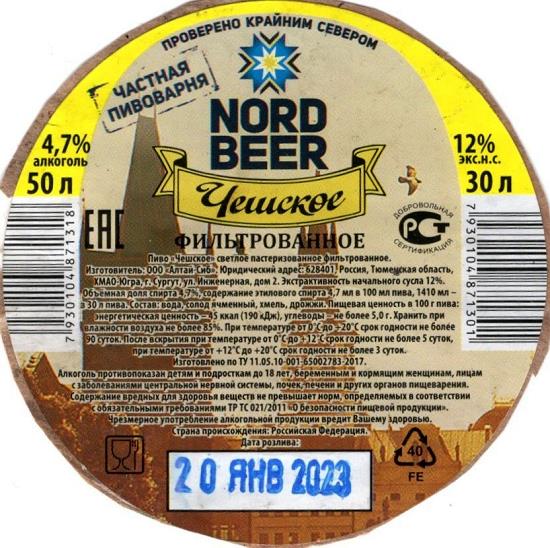 ПРОВЕРЕНО КРАЙНИМ СЕВЕРОМ
ЧАСТНАЯ
ПИВОВАРНЯ
NORD
BEER
4,7%
алкоголь
50 л
12%
экс.н.с.
30 л
Чешское
ФИЛЬТРОВАННОЕ
ЕАС
ДОБРОВОЛЬНАЯ
РСТ
СЕРТИФИКАЦИЯ
7 930104 871318
7 930104 871301
Пиво "Чешское" светлое пастеризованное фильтрованное.
Изготовитель: ООО «Алтай-Сиб». Юридический адрес: 628401, Россия, Тюменская область,
ХМАО-Югра, г. Сургут, ул. Инженерная, дом 2. Экстрактивность начального сусла 12%.
Объемная доля спирта 4,7%, содержание этилового спирта 4,7 мл в 100 мл пива, 1410 мл –
в 30 л пива. Состав: вода, солод ячменный, хмель, дрожжи. Пищевая ценность в 100 г пива:
энергетическая ценность – 45 ккал (190 кДж), углеводы – не более 5,0 г. Хранить при
влажности воздуха не более 85%. При температуре от 0°С до +20°С срок годности не более
90 суток. После вскрытия при температуре от 0°С до +12°С срок годности не более 5 суток,
при температуре от +12°С до +20°С срок годности не более 3 суток.
Изготовлено по ТУ 11.05.10-001-65002783-2017.
Алкоголь противопоказан детям и подросткам до 18 лет, беременным и кормящим женщинам, лицам
с заболеваниями центральной нервной системы, почек, печени и других органов пищеварения.
Содержание вредных для здоровья веществ не превышает норм, определяемых в соответствии
с обязательными требованиями ТР ТС 021/2011 «О безопасности пищевой продукции».
Чрезмерное употребление алкогольной продукции вредит Вашему здоровью.
Страна происхождения: Российская Федерация.
Дата розлива:
20 ЯНВ 2023
40
FE